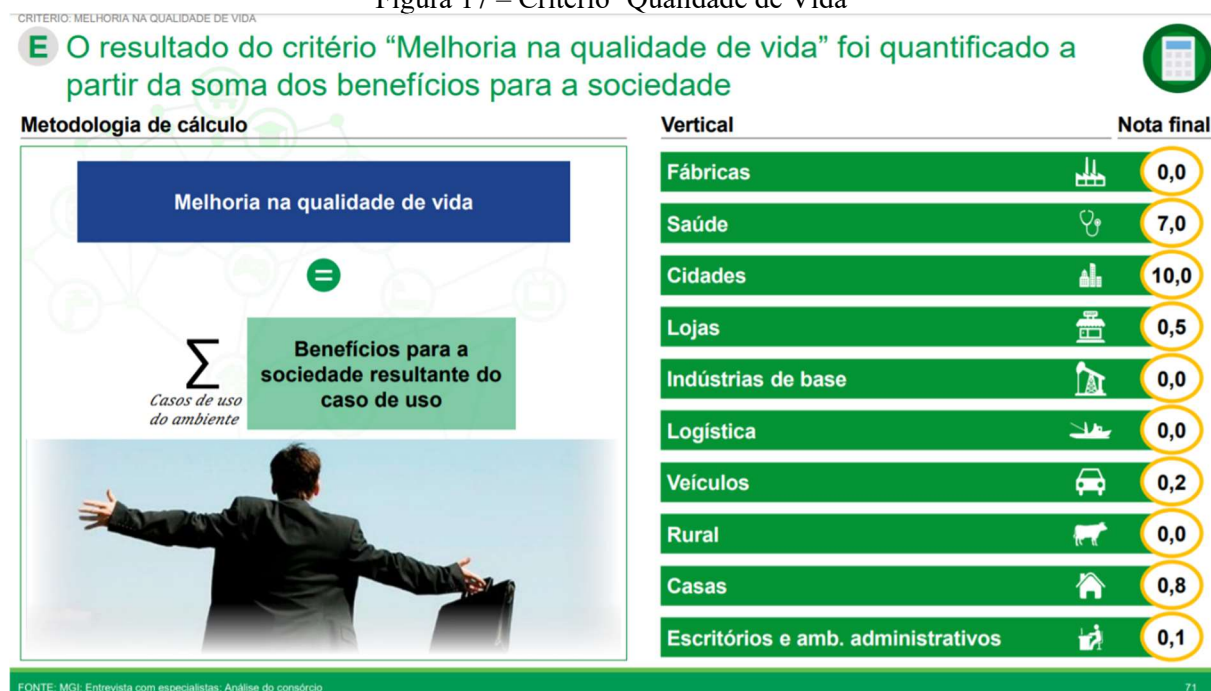 Figura 17 – Critério “Qualidade de Vida”
CRITÉRIO: MELHORIA NA QUALIDADE DE VIDA
E O resultado do critério “Melhoria na qualidade de vida” foi quantificado a
partir da soma dos benefícios para a sociedade
Metodologia de cálculo
Melhoria na qualidade de vida
=
∑
Casos de uso
do ambiente
Benefícios para a
sociedade resultante do
caso de uso
Vertical Nota final
Fábricas 0,0
Saúde 7,0
Cidades 10,0
Lojas 0,5
Indústrias de base 0,0
Logística 0,0
Veículos 0,2
Rural 0,0
Casas 0,8
Escritórios e amb. administrativos 0,1
FONTE: MGI; Entrevista com especialistas; Análise do consórcio
71